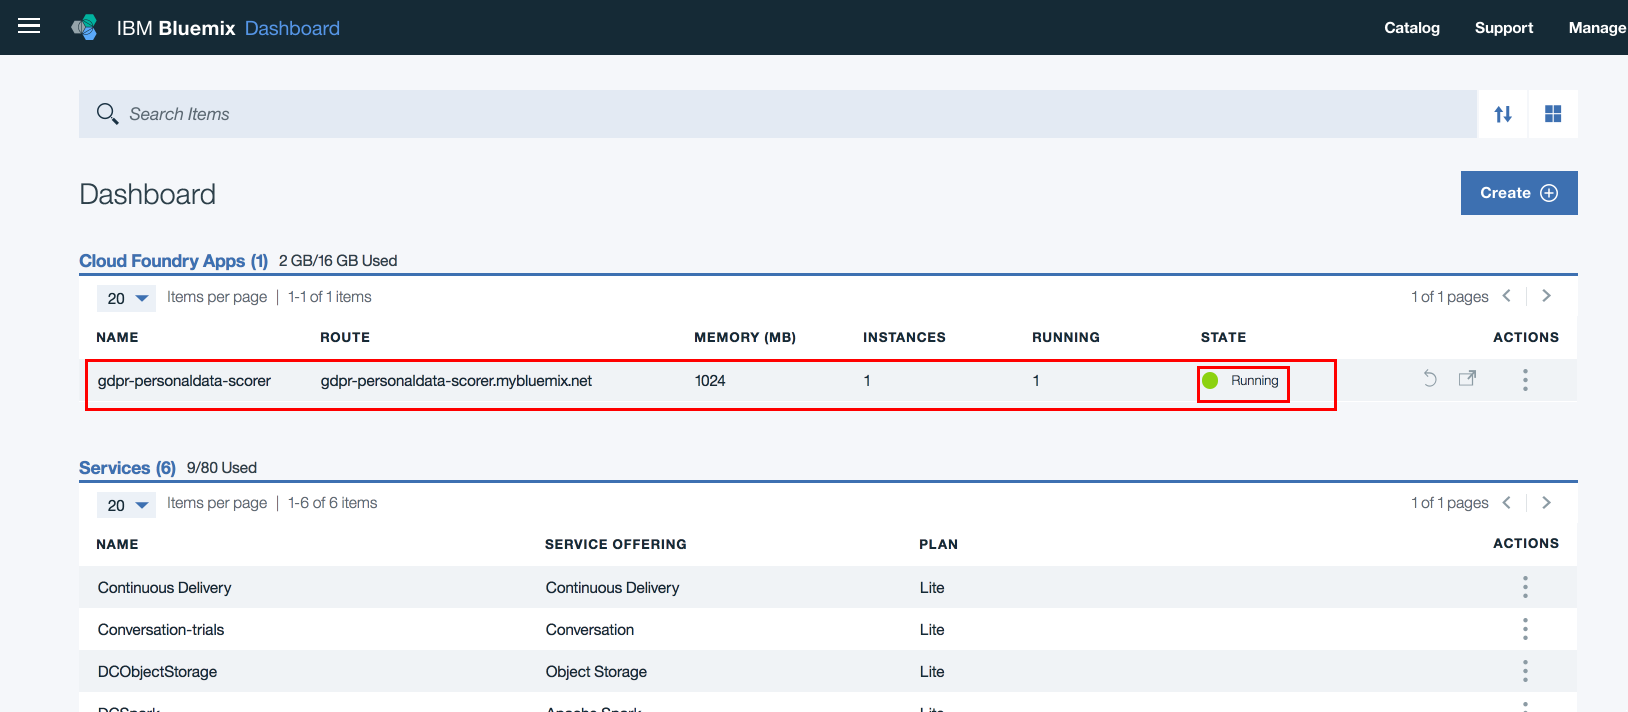 IBM Bluemix Dashboard Catalog Support Manage
Search Items
Dashboard
Create
Cloud Foundry Apps (1) 2 GB/16 GB Used
20 Items per page | 1-1 of 1 items 1 of 1 pages
NAME ROUTE MEMORY (MB) INSTANCES RUNNING STATE ACTIONS
gdpr-personaldata-scorer gdpr-personaldata-scorer.mybluemix.net 1024 1 1 Running
Services (6) 9/80 Used
20 Items per page | 1-6 of 6 items 1 of 1 pages
NAME SERVICE OFFERING PLAN ACTIONS
Continuous Delivery Continuous Delivery Lite
Conversation-trials Conversation Lite
DCObjectStorage Object Storage Lite
DCSpark Apache Spark Lite